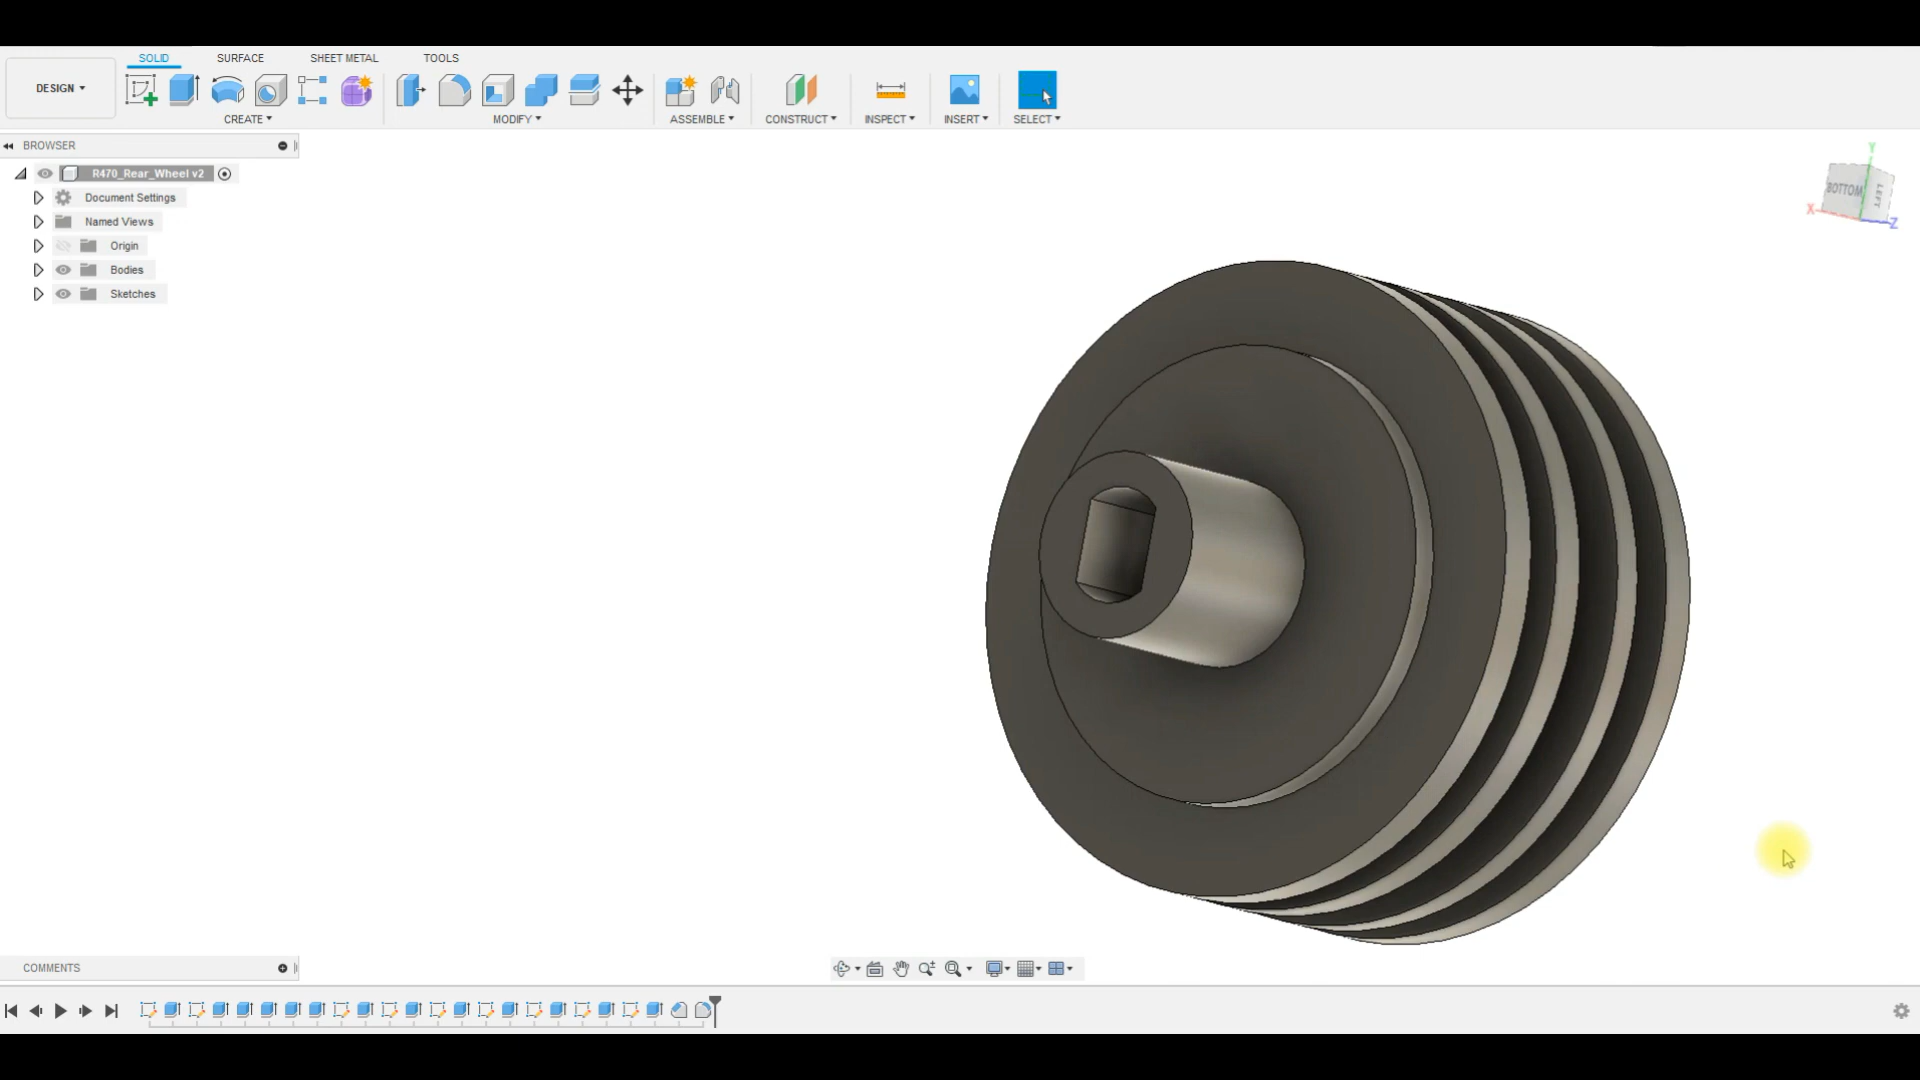 SOLID SURFACE SHEET METAL TOOLS
DESIGN
CREATE MODIFY ASSEMBLE CONSTRUCT INSPECT INSERT SELECT
BROWSER
R470_Rear_Wheel v2
Document Settings
Named Views
Origin
Bodies
Sketches
Y
BOTTOM LEFT
X Z
COMMENTS